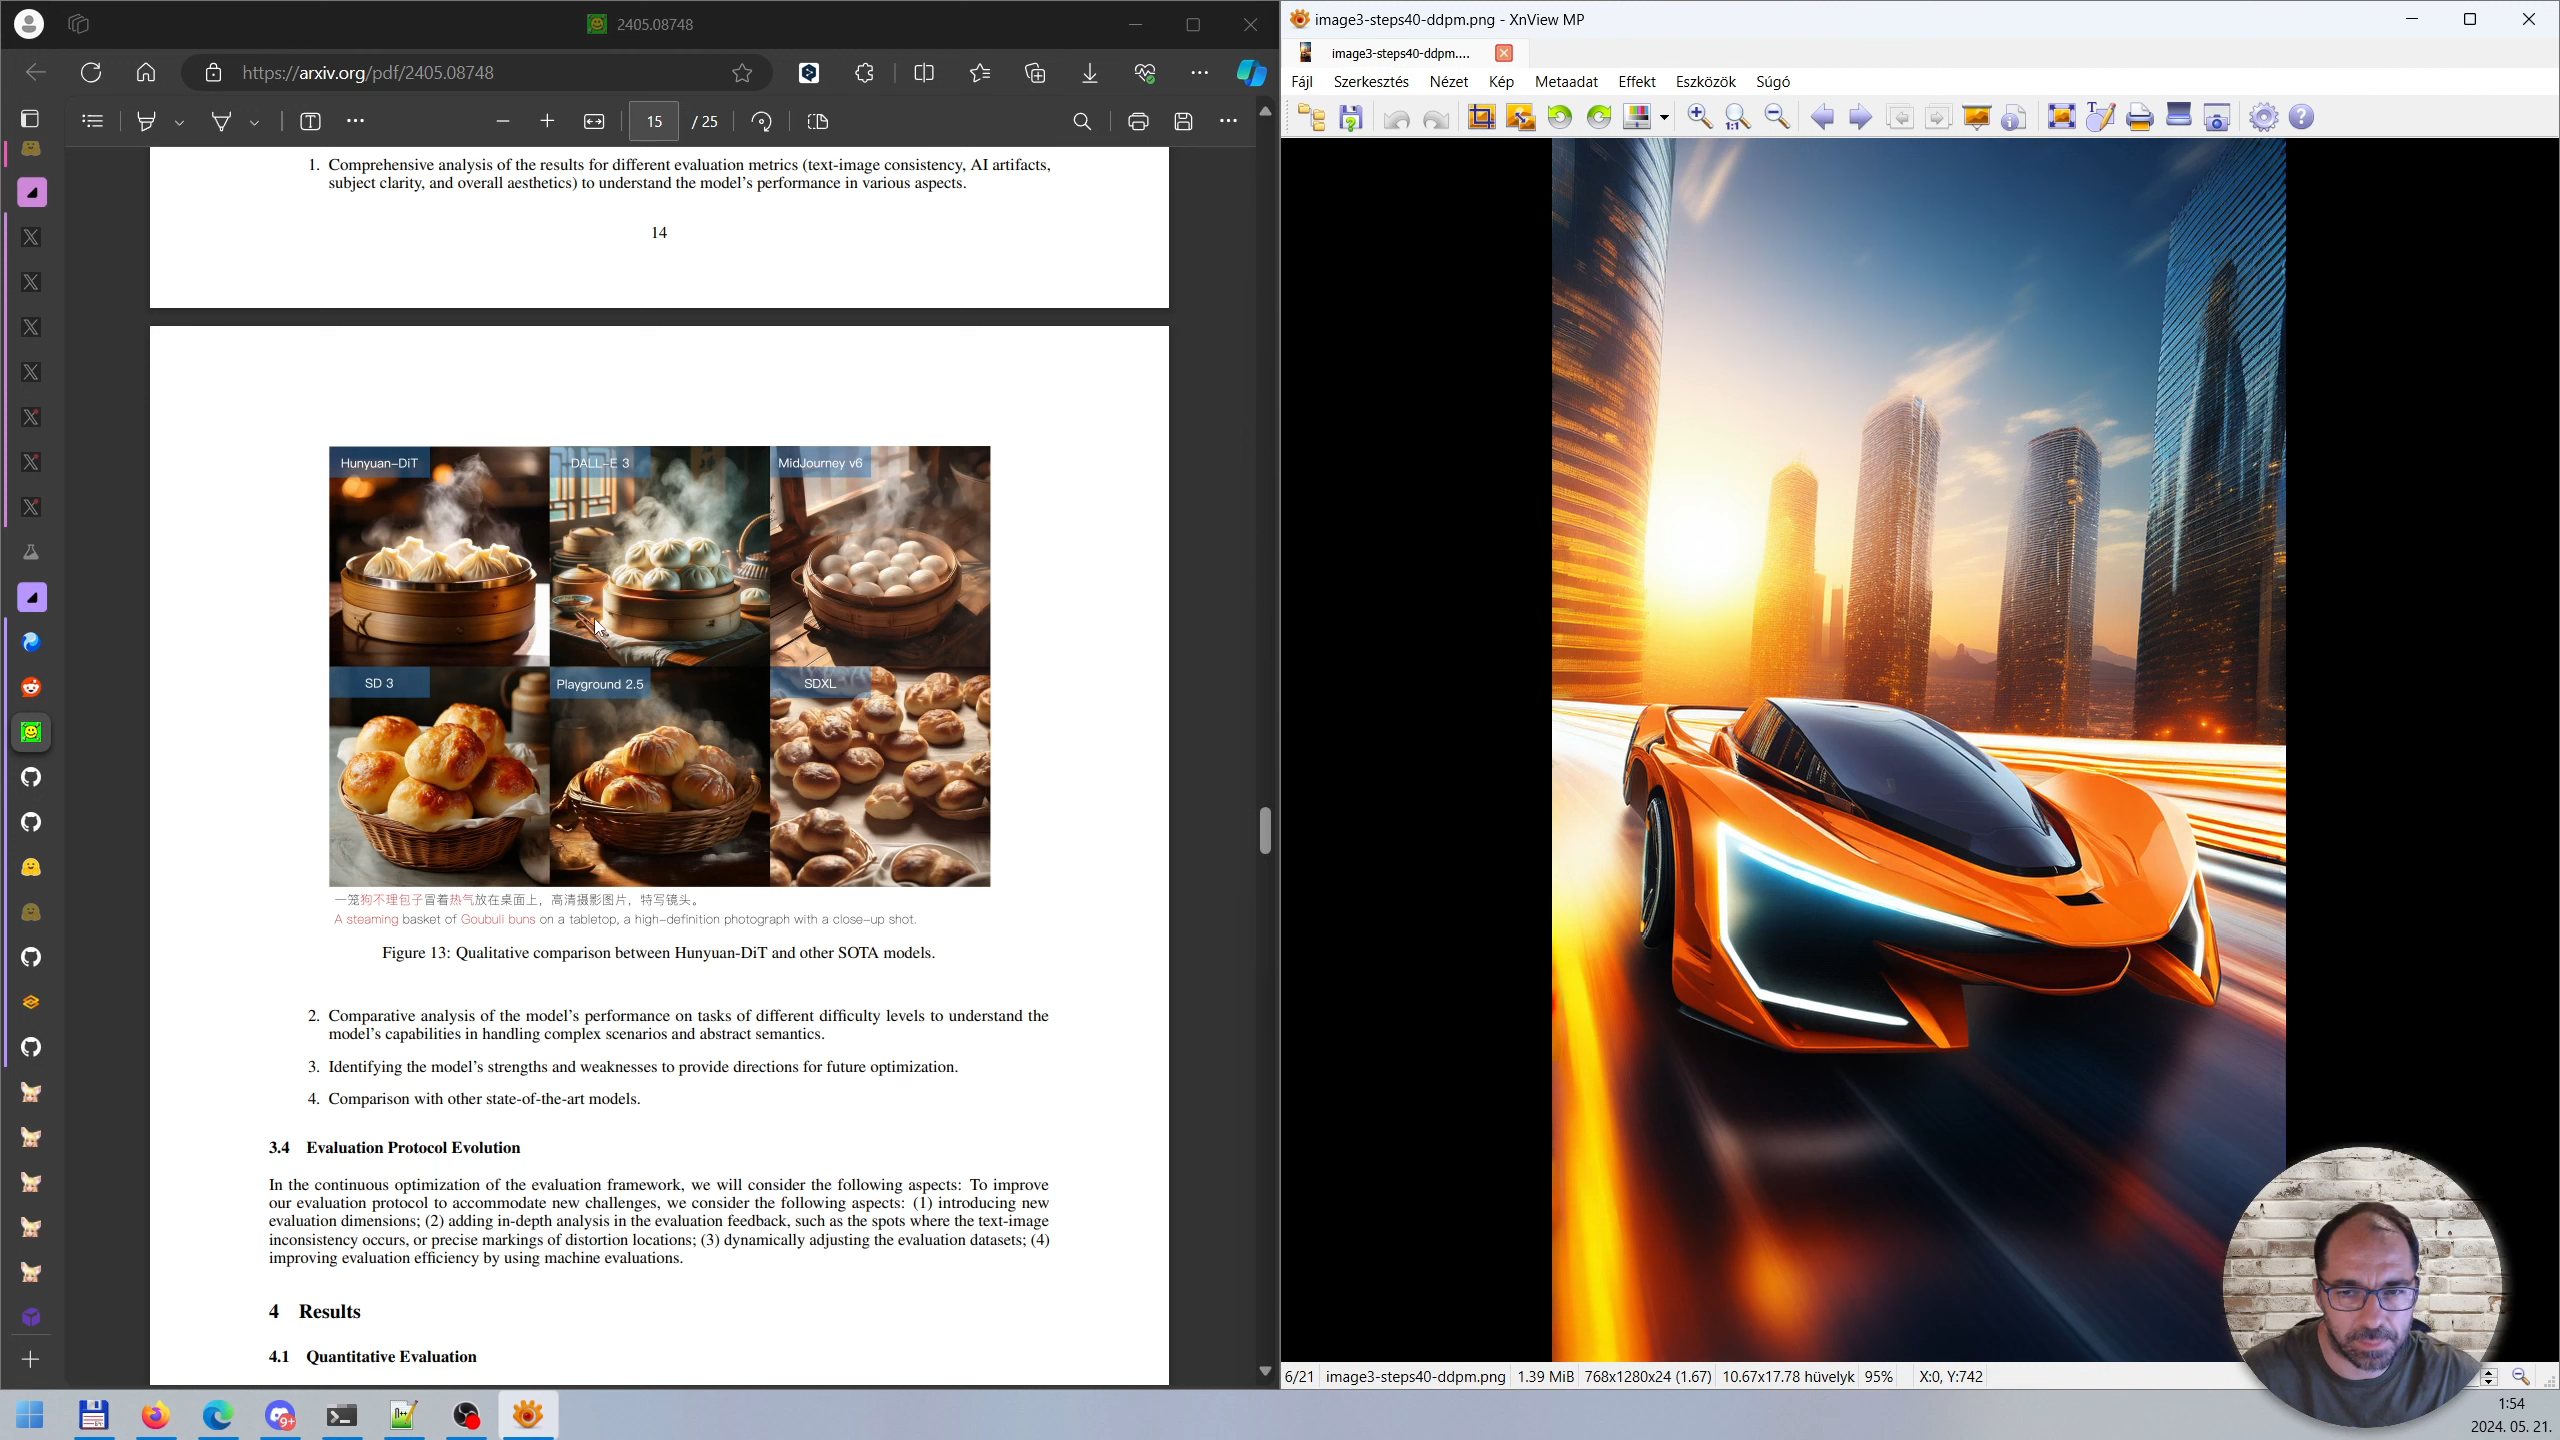 2405.08748
https://arxiv.org/pdf/2405.08748
15 / 25
1. Comprehensive analysis of the results for different evaluation metrics (text-image consistency, AI artifacts,
subject clarity, and overall aesthetics) to understand the model's performance in various aspects.
14
Hunyuan-DiT
DALL-E 3
MidJourney v6
SD 3
Playground 2.5
SDXL
一笼狗不理包子冒着热气放在桌面上，高清摄影图片，特写镜头。
A steaming basket of Goubuli buns on a tabletop, a high-definition photograph with a close-up shot.
Figure 13: Qualitative comparison between Hunyuan-DiT and other SOTA models.
2. Comparative analysis of the model's performance on tasks of different difficulty levels to understand the
model's capabilities in handling complex scenarios and abstract semantics.
3. Identifying the model's strengths and weaknesses to provide directions for future optimization.
4. Comparison with other state-of-the-art models.
3.4 Evaluation Protocol Evolution
In the continuous optimization of the evaluation framework, we will consider the following aspects: To improve
our evaluation protocol to accommodate new challenges, we consider the following aspects: (1) introducing new
evaluation dimensions; (2) adding in-depth analysis in the evaluation feedback, such as the spots where the text-image
inconsistency occurs, or precise markings of distortion locations; (3) dynamically adjusting the evaluation datasets; (4)
improving evaluation efficiency by using machine evaluations.
4 Results
4.1 Quantitative Evaluation
image3-steps40-ddpm.png - XnView MP
image3-steps40-ddpm....
Fájl Szerkesztés Nézet Kép Metaadat Effekt Eszközök Súgó
1:1
6/21 image3-steps40-ddpm.png 1.39 MiB 768x1280x24 (1.67) 10.67x17.78 hüvelyk 95% X:0, Y:742
9+
1:54
2024. 05. 21.